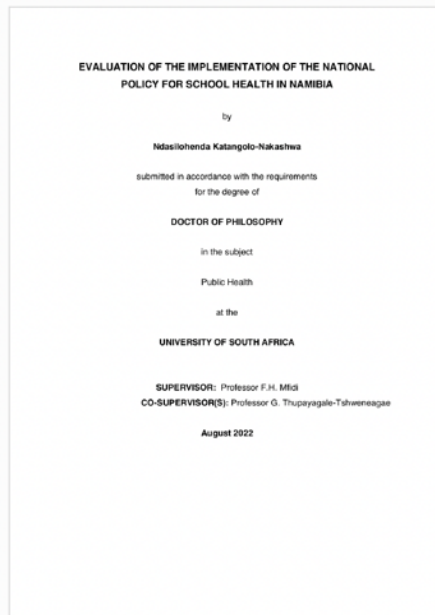 EVALUATION OF THE IMPLEMENTATION OF THE NATIONAL
POLICY FOR SCHOOL HEALTH IN NAMIBIA
by
Ndasilohenda Katangolo-Nakashwa
submitted in accordance with the requirements
for the degree of
DOCTOR OF PHILOSOPHY
in the subject
Public Health
at the
UNIVERSITY OF SOUTH AFRICA
SUPERVISOR: Professor F.H. Mfidi
CO-SUPERVISOR(S): Professor G. Thupayagale-Tshweneagae
August 2022